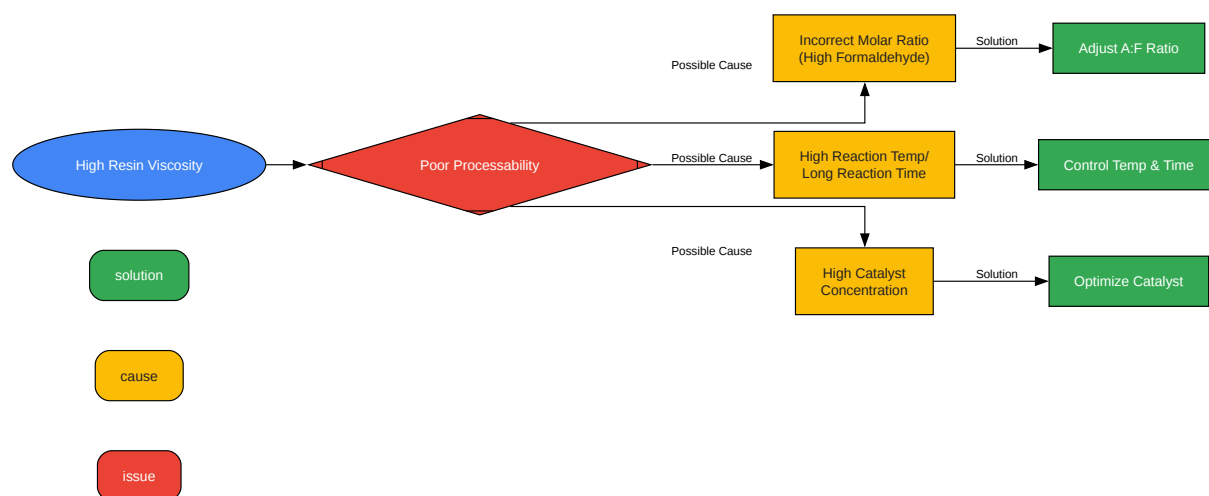 Incorrect Molar Ratio
(High Formaldehyde)
Solution
Adjust A:F Ratio
Possible Cause
High Resin Viscosity
Poor Processability
Possible Cause
High Reaction Temp/
Long Reaction Time
Solution
Control Temp & Time
Possible Cause
High Catalyst
Concentration
Solution
Optimize Catalyst
solution
cause
issue